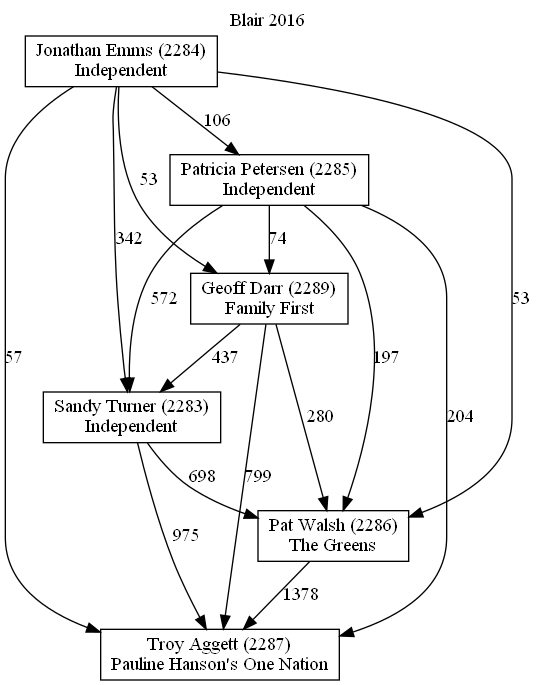 Blair 2016
Jonathan Emms (2284)
Independent
106
Patricia Petersen (2285)
Independent
53
342
74
Geoff Darr (2289)
Family First
572
53
57
437
197
Sandy Turner (2283)
Independent
280
204
698
799
975
Pat Walsh (2286)
The Greens
1378
Troy Aggett (2287)
Pauline Hanson's One Nation